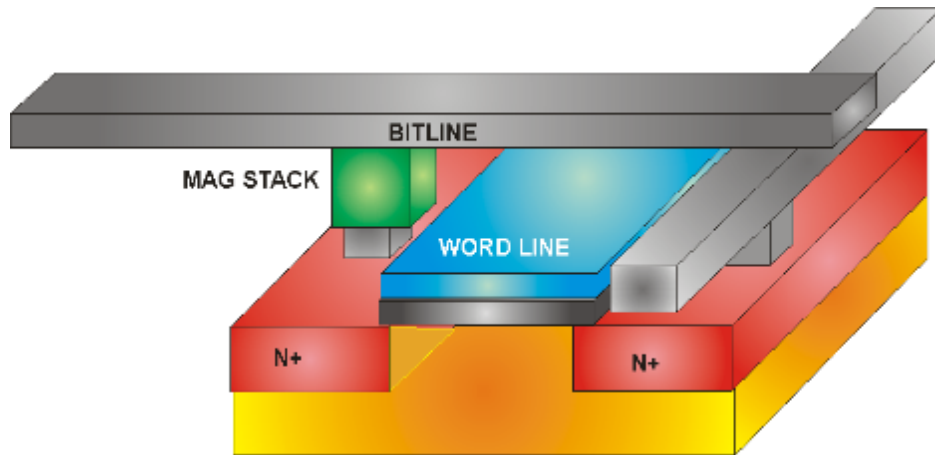 BITLINE
MAG STACK
WORD LINE
N+
N+